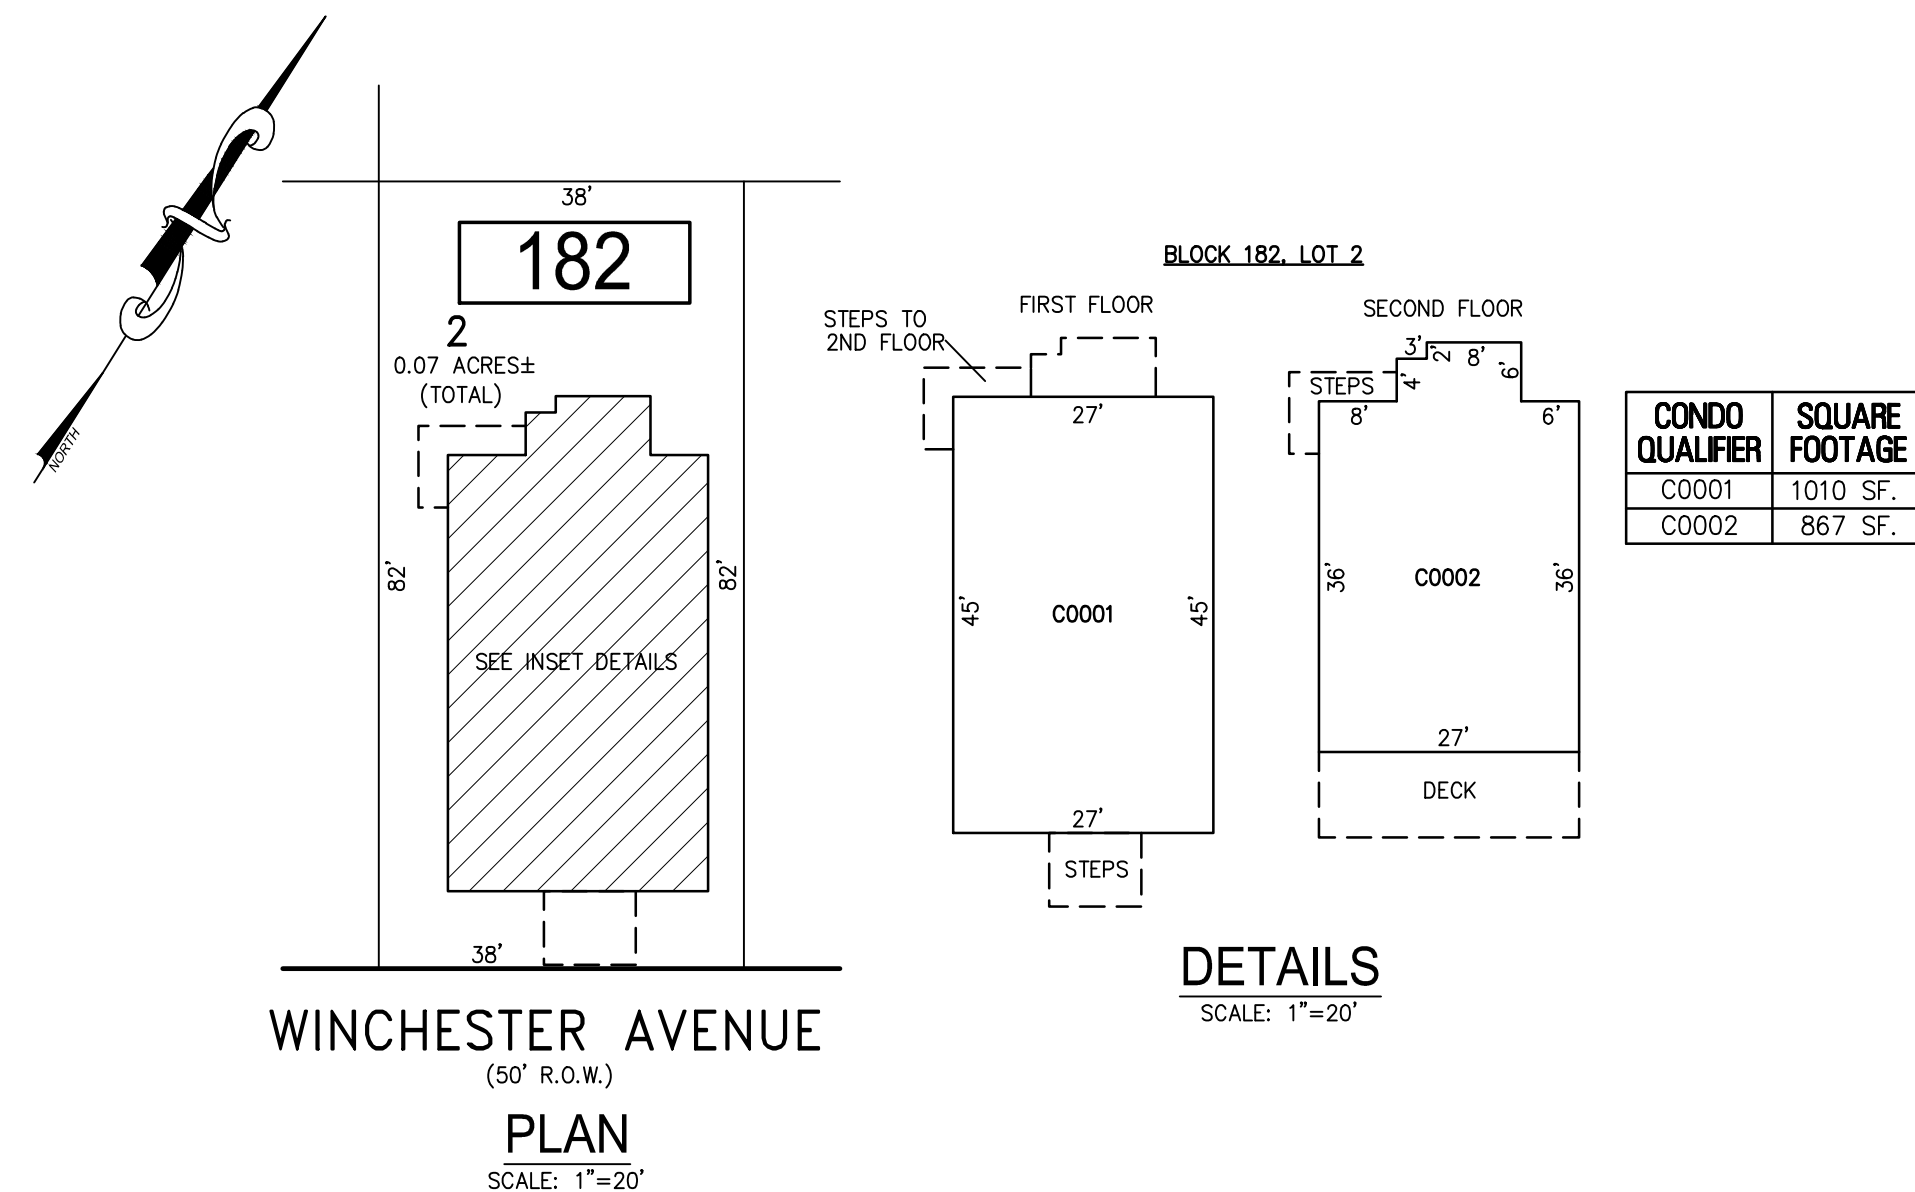 NORTH
38'
182
2
0.07 ACRES±
(TOTAL)
82'
82'
SEE INSET DETAILS
38'
WINCHESTER AVENUE
(50' R.O.W.)
PLAN
SCALE: 1"=20'
BLOCK 182, LOT 2
FIRST FLOOR
STEPS TO
2ND FLOOR
27'
45'
45'
C0001
27'
STEPS
SECOND FLOOR
3'
2'
8'
6'
4'
STEPS
8'
6'
36'
36'
C0002
27'
DECK
DETAILS
SCALE: 1"=20'
CONDO QUALIFIER
SQUARE FOOTAGE
C0001 1010 SF.
C0002 867 SF.